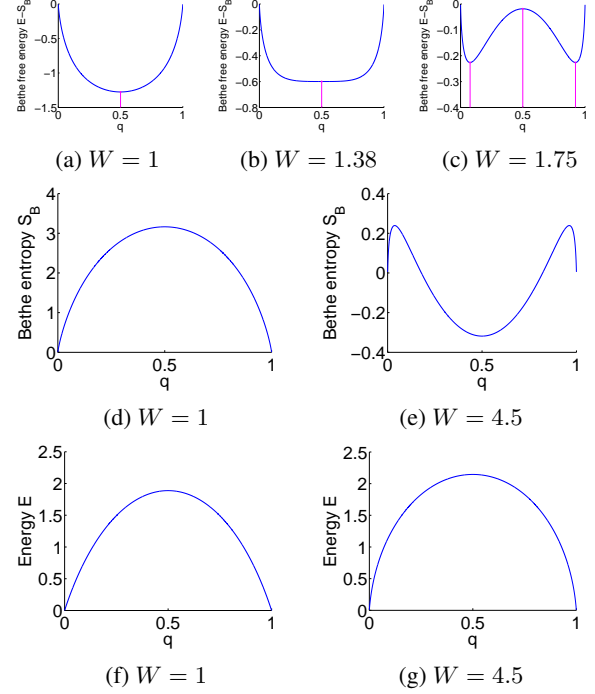 Bethe free energy E−S_B
0
−0.5
−1
−1.5
0
0.5
1
q
(a) W = 1
Bethe free energy E−S_B
0
−0.2
−0.4
−0.6
−0.8
0
0.5
1
q
(b) W = 1.38
Bethe free energy E−S_B
0
−0.1
−0.2
−0.3
−0.4
0
0.5
1
q
(c) W = 1.75
Bethe entropy S_B
4
3
2
1
0
0
0.5
1
q
(d) W = 1
Bethe entropy S_B
0.4
0.2
0
−0.2
−0.4
0
0.5
1
q
(e) W = 4.5
Energy E
2.5
2
1.5
1
0.5
0
0
0.5
1
q
(f) W = 1
Energy E
2.5
2
1.5
1
0.5
0
0
0.5
1
q
(g) W = 4.5